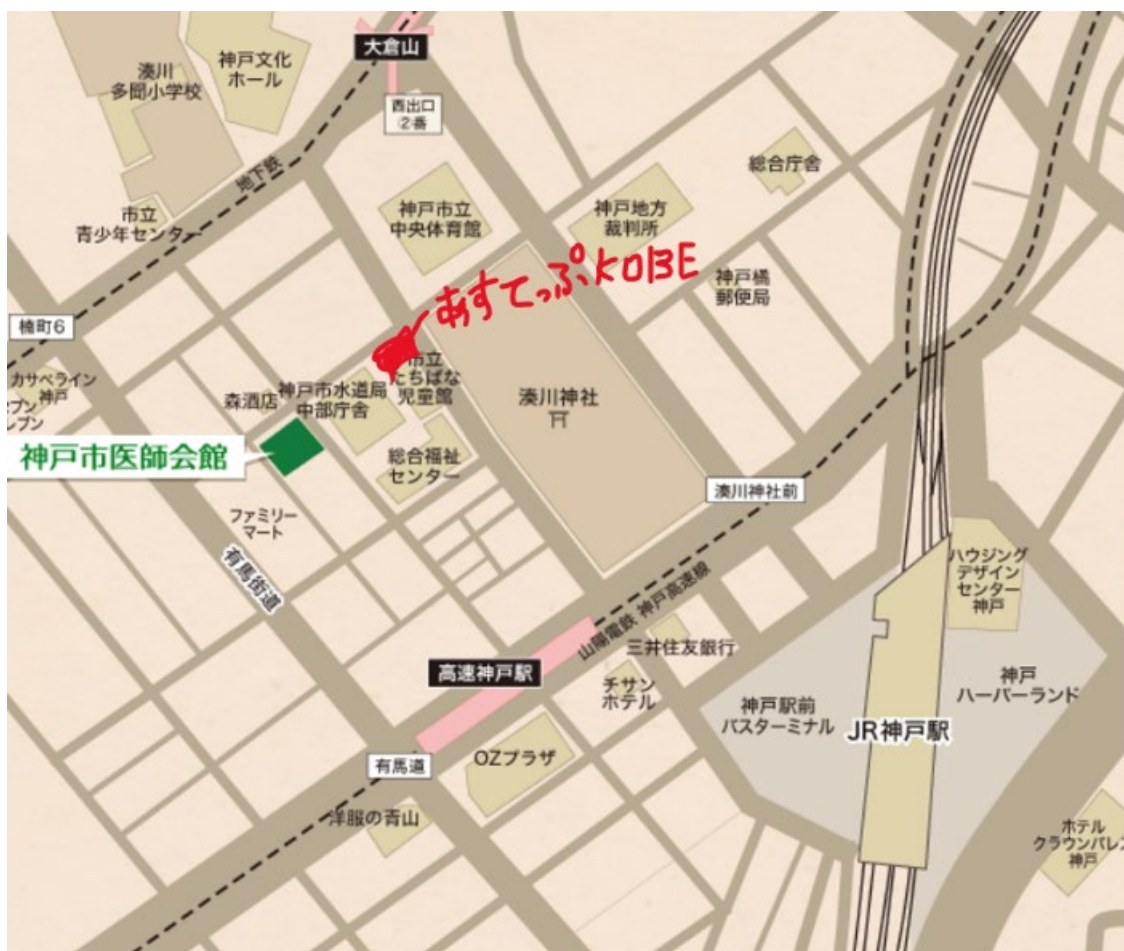 大倉山
西出口
②番
湊川
多聞小学校
神戸文化
ホール
地下鉄
市立
青少年センター
神戸市立
中央体育館
神戸地方
裁判所
総合庁舎
あすてっぷKOBE
神戸橘
郵便局
楠町6
カサベライン
神戸
ブン
レブン
森酒店
神戸市水道局
中部庁舎
市立
たちばな
児童館
湊川神社
神戸市医師会館
総合福祉
センター
湊川神社前
ファミリー
マート
有馬街道
ハウジング
デザイン
センター
神戸
山陽電鉄 神戸高速線
三井住友銀行
高速神戸駅
チサン
ホテル
神戸駅前
バスターミナル
神戸
ハーバーランド
JR神戸駅
有馬道
OZプラザ
洋服の青山
ホテル
クラウンパレス
神戸